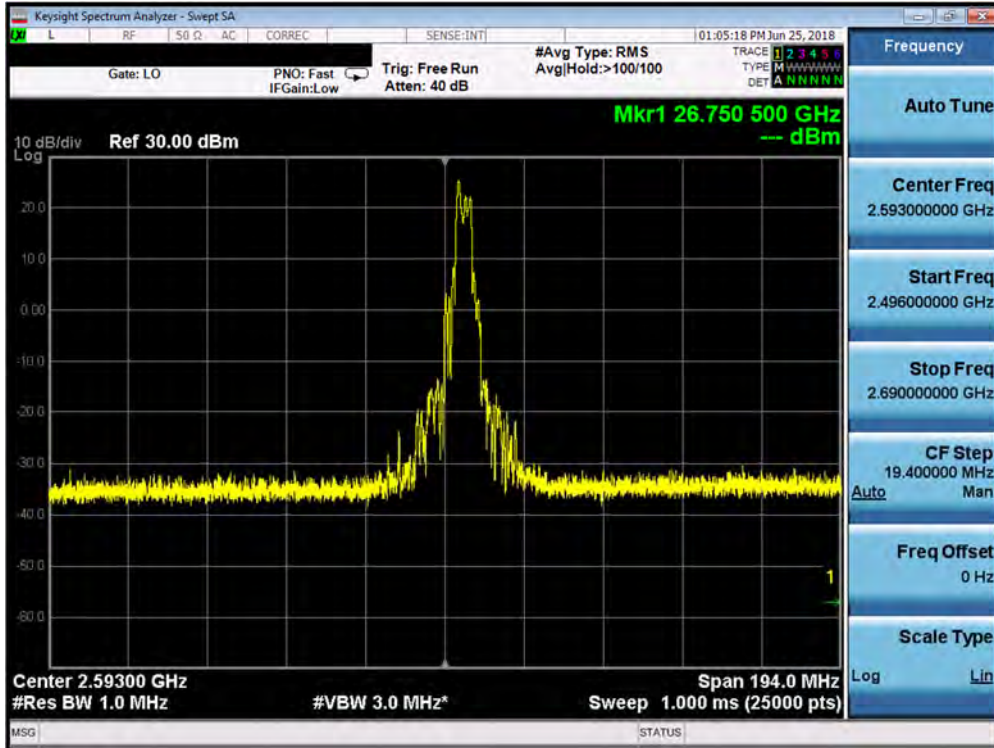 Keysight Spectrum Analyzer - Swept SA
LXI L RF 50 Ω AC CORREC SENSE:INT 01:05:18 PM Jun 25, 2018
Frequency
Gate: LO
PNO: Fast
IFGain:Low
Trig: Free Run
Atten: 40 dB
#Avg Type: RMS
Avg|Hold:>100/100
TRACE 1 2 3 4 5 6
TYPE M W W W W W
DET A N N N N N
Mkr1 26.750 500 GHz
--- dBm
10 dB/div Ref 30.00 dBm
Log
20.0
10.0
0.00
-10.0
-20.0
-30.0
-40.0
-50.0
-60.0
1
Center 2.59300 GHz
Span 194.0 MHz
#Res BW 1.0 MHz
#VBW 3.0 MHz*
Sweep 1.000 ms (25000 pts)
MSG
STATUS
Auto Tune
Center Freq
2.593000000 GHz
Start Freq
2.496000000 GHz
Stop Freq
2.690000000 GHz
CF Step
19.400000 MHz
Auto Man
Freq Offset
0 Hz
Scale Type
Log Lin